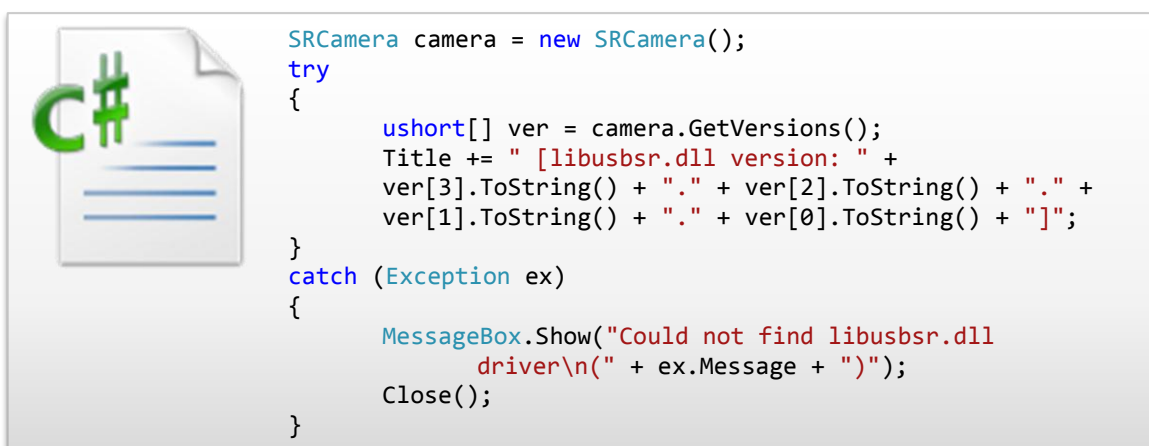 C#
SRCamera camera = new SRCamera();
try
{
ushort[] ver = camera.GetVersions();
Title += " [libusbsr.dll version: " +
ver[3].ToString() + "." + ver[2].ToString() + "." +
ver[1].ToString() + "." + ver[0].ToString() + "]";
}
catch (Exception ex)
{
MessageBox.Show("Could not find libusbsr.dll
driver\n(" + ex.Message + ")");
Close();
}